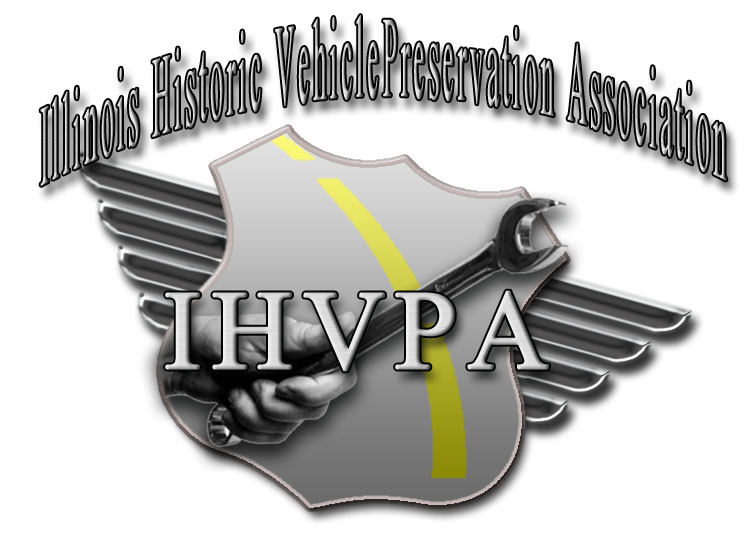 Illinois Historic VehiclePreservation Association
IHVPA